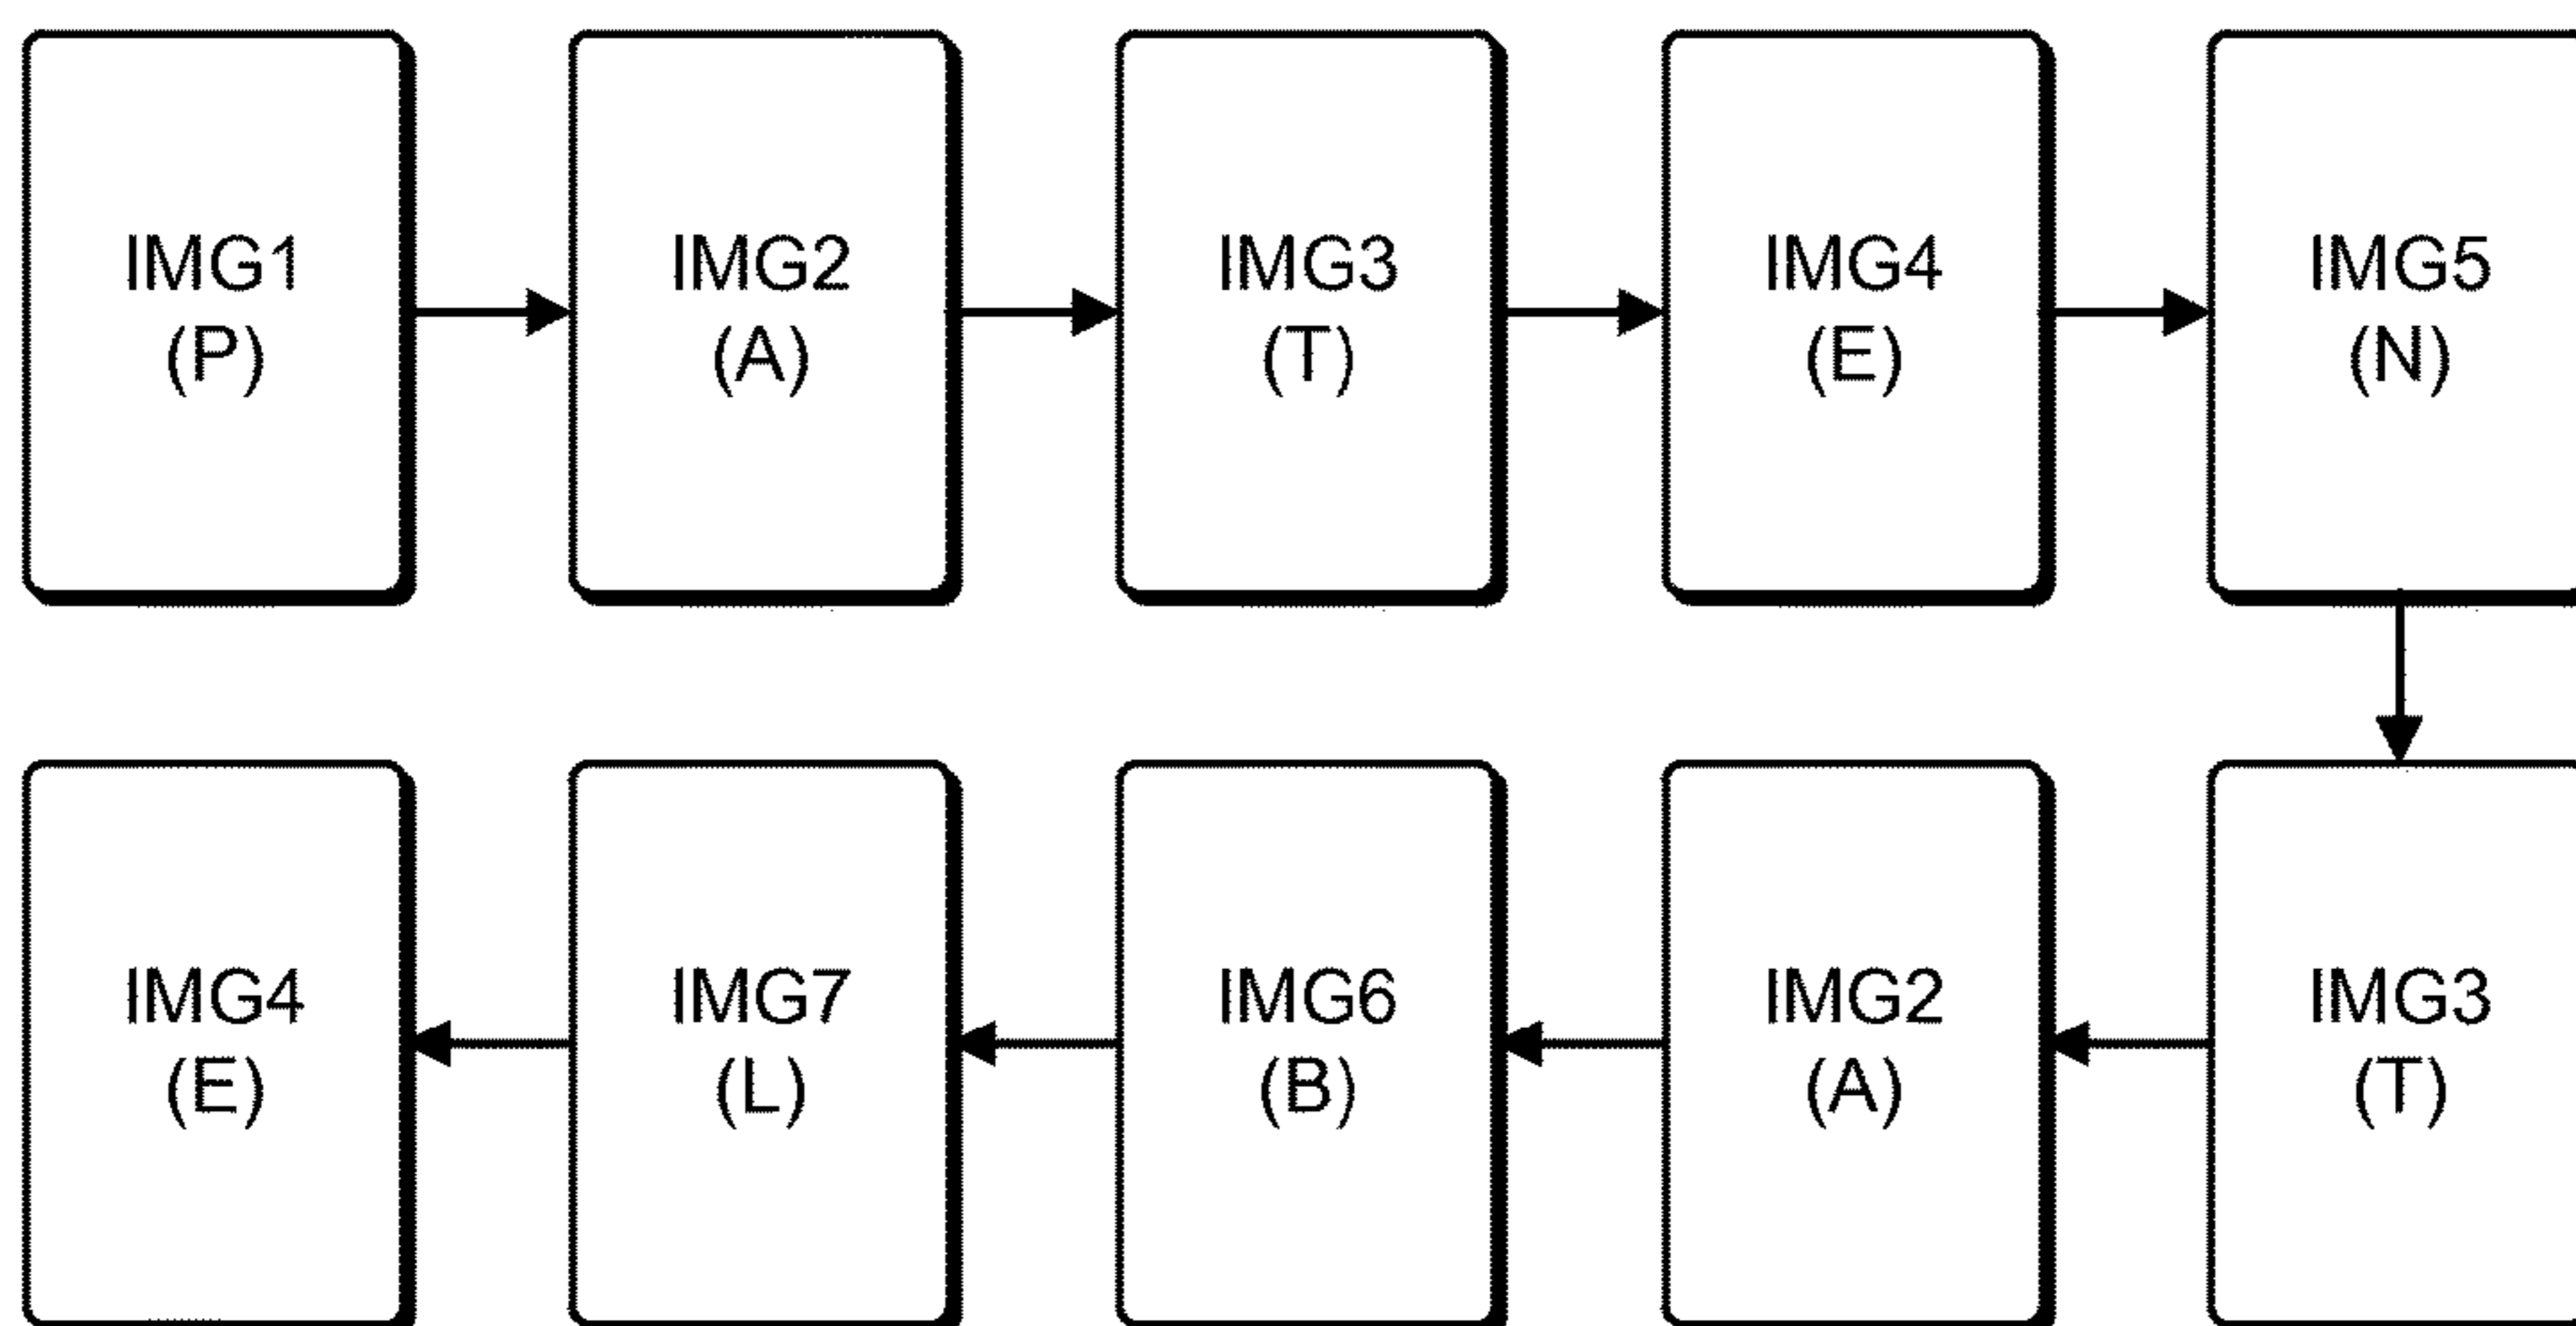 IMG1
(P)
IMG2
(A)
IMG3
(T)
IMG4
(E)
IMG5
(N)
IMG3
(T)
IMG2
(A)
IMG6
(B)
IMG7
(L)
IMG4
(E)